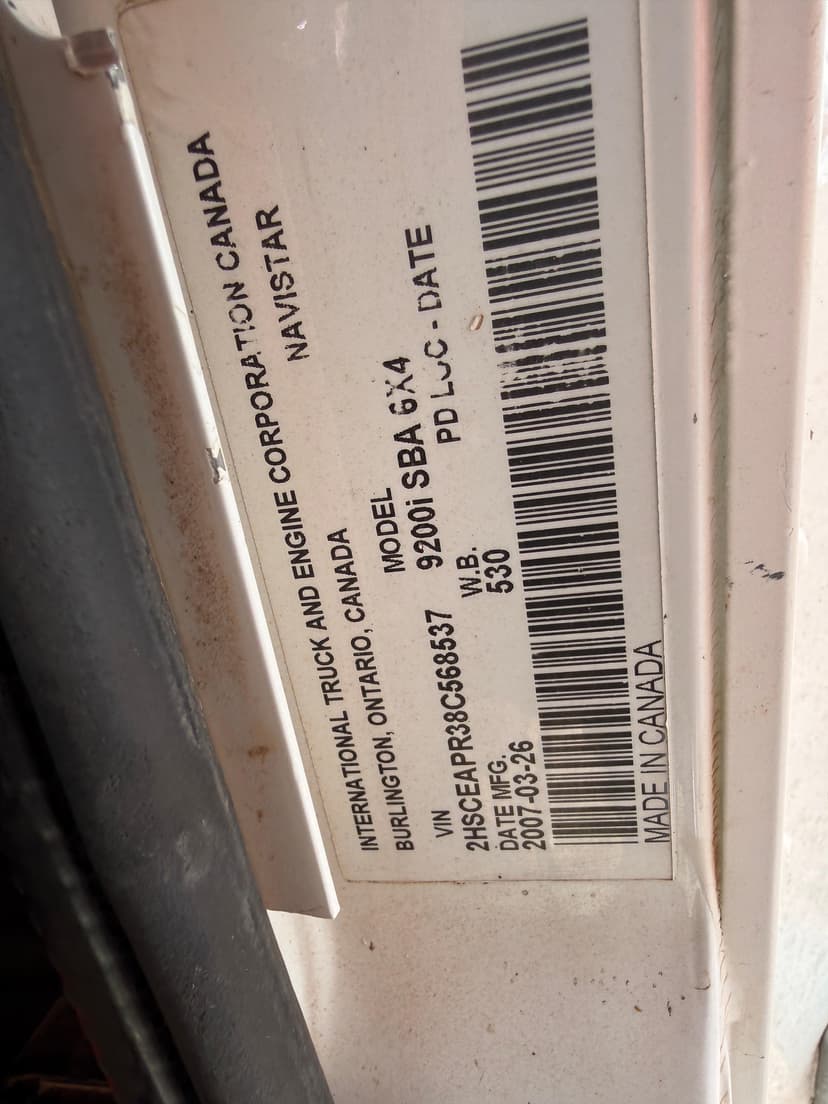 INTERNATIONAL TRUCK AND ENGINE CORPORATION CANADA
BURLINGTON, ONTARIO, CANADA NAVISTAR
VIN MODEL
2HSCEAPR38C568537 9200i SBA 6X4
DATE MFG. W.B. PD LOC - DATE
2007-03-26 530
MADE IN CANADA